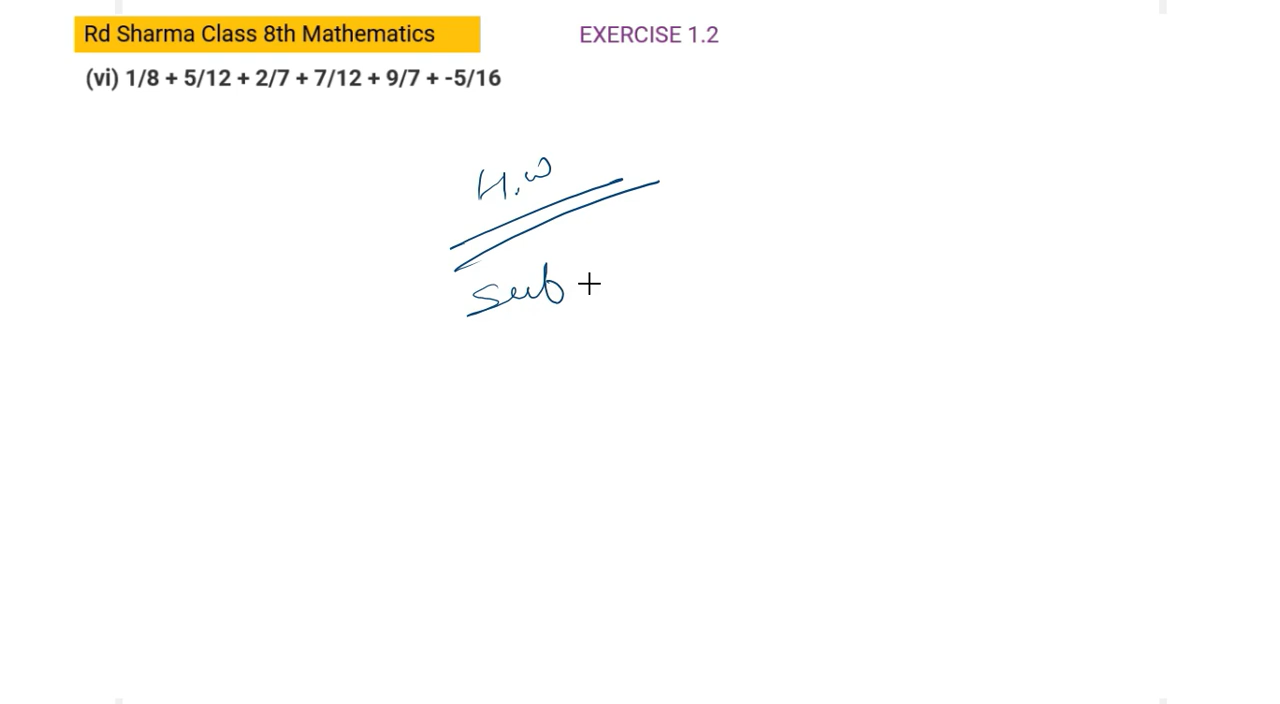 Rd Sharma Class 8th Mathematics EXERCISE 1.2
(vi) 1/8 + 5/12 + 2/7 + 7/12 + 9/7 + -5/16
H.W
Sub